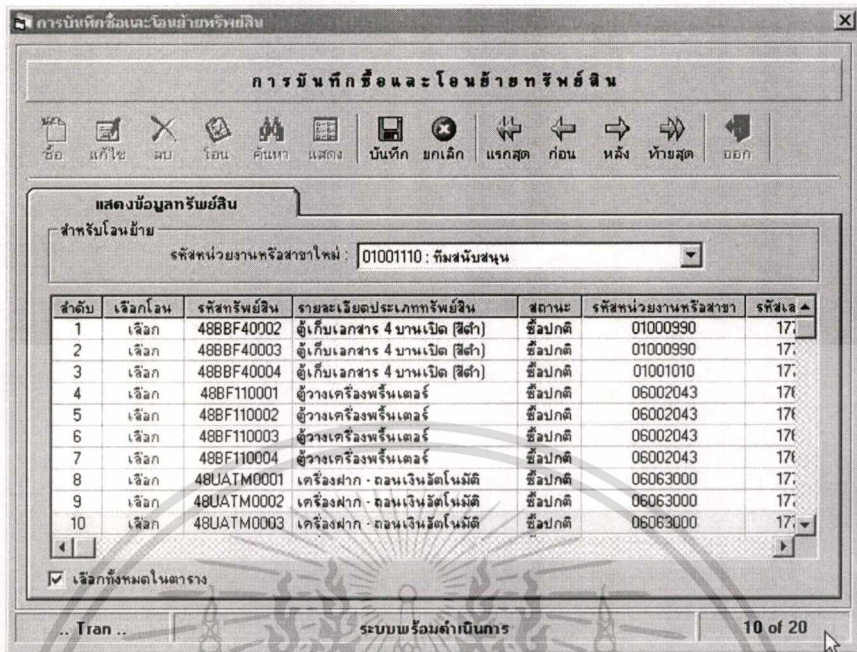 การบันทึกซื้อและโอนย้ายทรัพย์สิน
การบันทึกซื้อและโอนย้ายทรัพย์สิน
ซื้อ แก้ไข ลบ โอน ค้นหา แสดง บันทึก ยกเลิก แรกสุด ก่อน หลัง ท้ายสุด ออก
แสดงข้อมูลทรัพย์สิน
สำหรับโอนย้าย
รหัสหน่วยงานหรือสาขาใหม่ : 01001110 : ทีมสนับสนุน
ลำดับ เลือกโอน รหัสทรัพย์สิน รายละเอียดประเภททรัพย์สิน สถานะ รหัสหน่วยงานหรือสาขา รหัสเล
1 เลือก 48BBF40002 ตู้เก็บเอกสาร 4 บานเปิด (สีดำ) ซื้อปกติ 01000990 177
2 เลือก 48BBF40003 ตู้เก็บเอกสาร 4 บานเปิด (สีดำ) ซื้อปกติ 01000990 177
3 เลือก 48BBF40004 ตู้เก็บเอกสาร 4 บานเปิด (สีดำ) ซื้อปกติ 01001010 177
4 เลือก 48BF110001 ตู้วางเครื่องพริ้นเตอร์ ซื้อปกติ 06002043 176
5 เลือก 48BF110002 ตู้วางเครื่องพริ้นเตอร์ ซื้อปกติ 06002043 176
6 เลือก 48BF110003 ตู้วางเครื่องพริ้นเตอร์ ซื้อปกติ 06002043 176
7 เลือก 48BF110004 ตู้วางเครื่องพริ้นเตอร์ ซื้อปกติ 06002043 176
8 เลือก 48UATM0001 เครื่องฝาก - ถอนเงินอัตโนมัติ ซื้อปกติ 06063000 177
9 เลือก 48UATM0002 เครื่องฝาก - ถอนเงินอัตโนมัติ ซื้อปกติ 06063000 177
10 เลือก 48UATM0003 เครื่องฝาก - ถอนเงินอัตโนมัติ ซื้อปกติ 06063000 177
เลือกทั้งหมดในตาราง
.. Tran .. ระบบพร้อมดำเนินการ 10 of 20